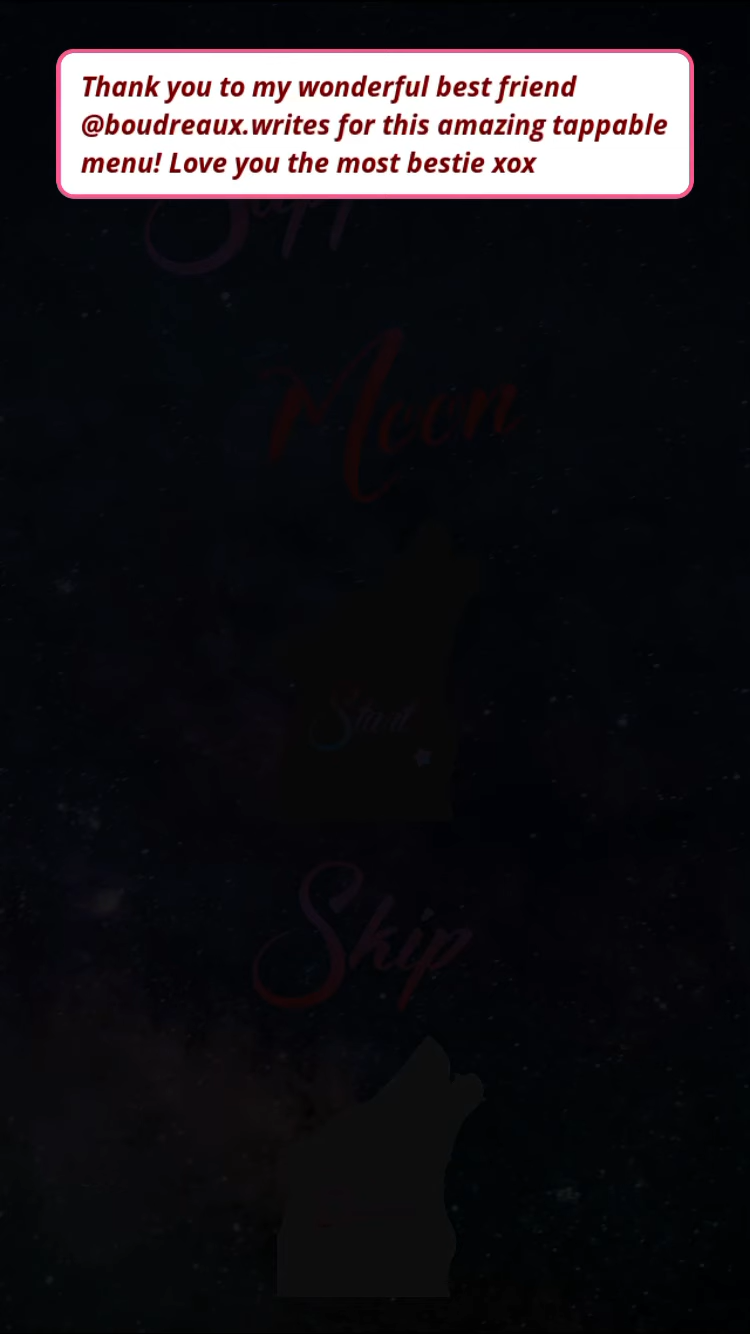 Thank you to my wonderful best friend
@boudreaux.writes for this amazing tappable
menu! Love you the most bestie xox
Moon
Start
Skip